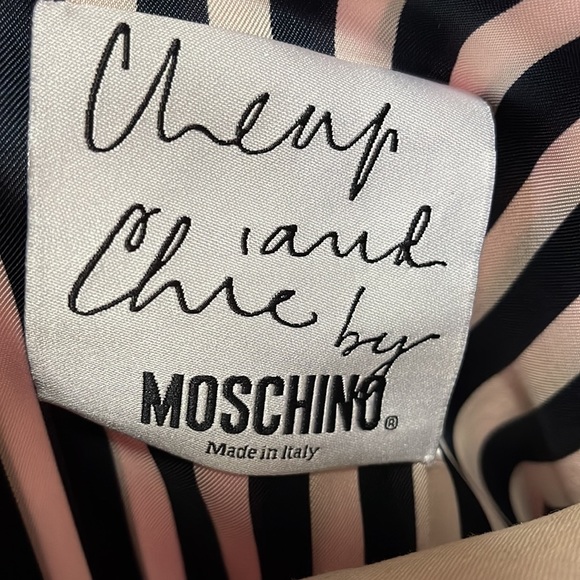 Cheap
and
Chic by
MOSCHINO®
Made in Italy